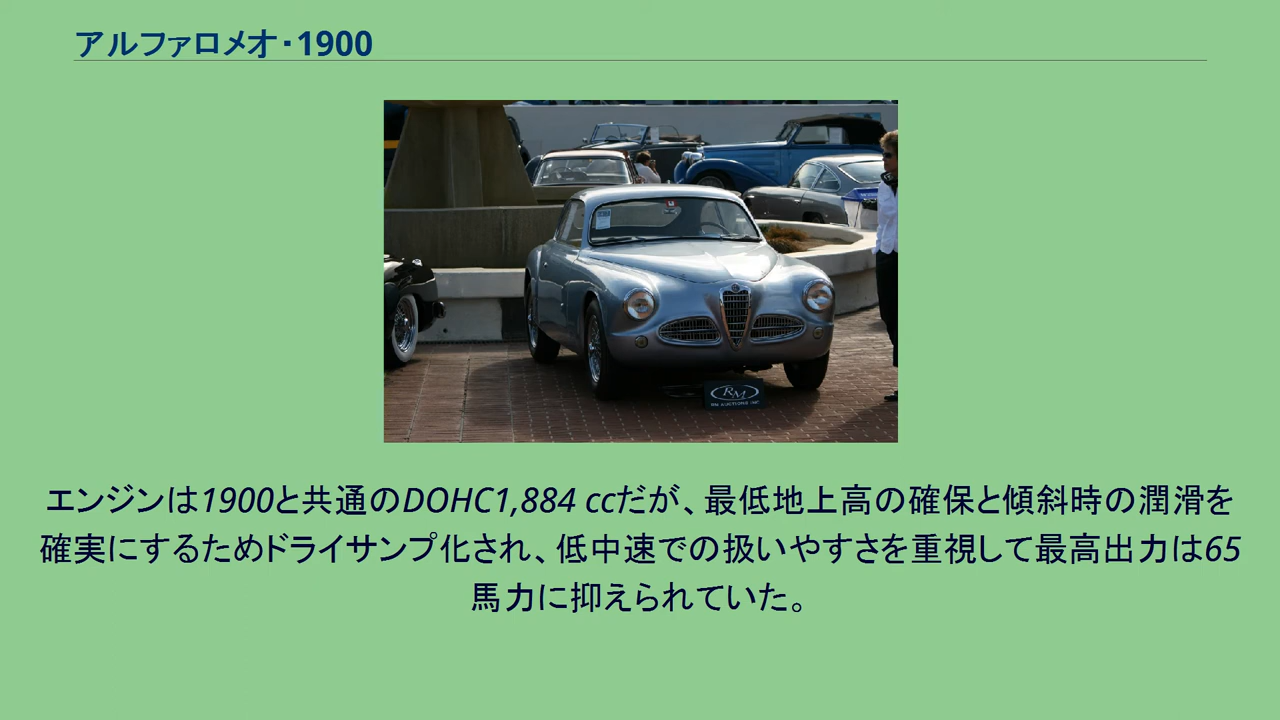 アルファロメオ・1900
RM
RM AUCTIONS INC
エンジンは1900と共通のDOHC1,884 ccだが、最低地上高の確保と傾斜時の潤滑を
確実にするためドライサンプ化され、低中速での扱いやすさを重視して最高出力は65
馬力に抑えられていた。